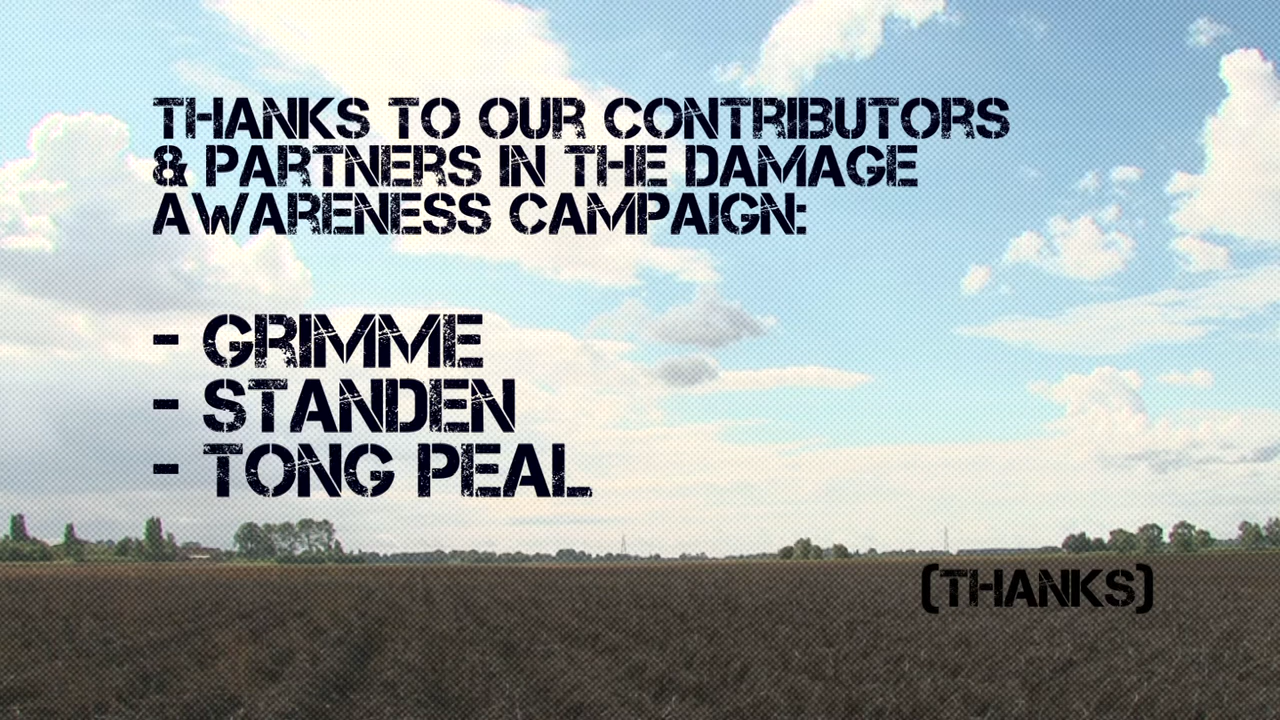 THANKS TO OUR CONTRIBUTORS
& PARTNERS IN THE DAMAGE
AWARENESS CAMPAIGN:
- GRIMME
- STANDEN
- TONG PEAL
(THANKS)